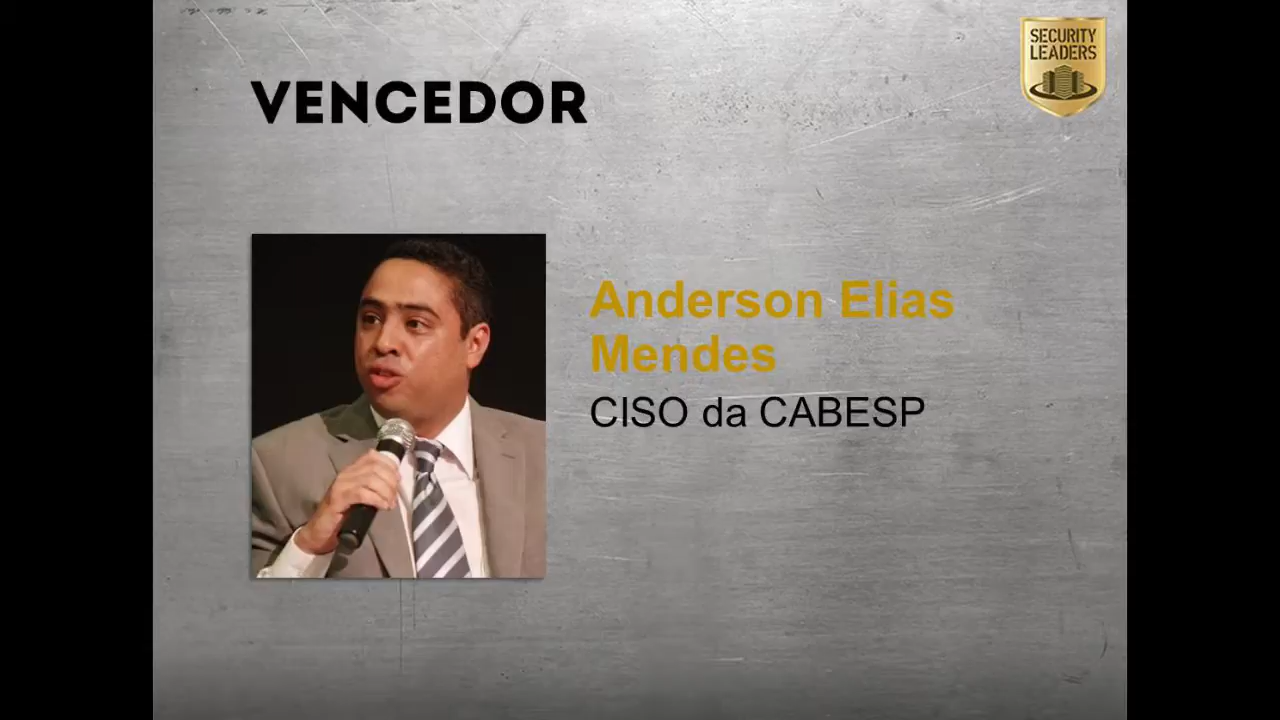 SECURITY
LEADERS
VENCEDOR
Anderson Elias
Mendes
CISO da CABESP